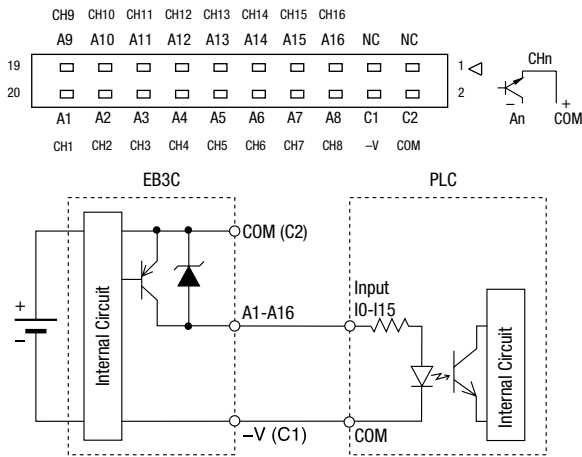 CH9 CH10 CH11 CH12 CH13 CH14 CH15 CH16
A9 A10 A11 A12 A13 A14 A15 A16 NC NC
19 1
20 2
A1 A2 A3 A4 A5 A6 A7 A8 C1 C2
CH1 CH2 CH3 CH4 CH5 CH6 CH7 CH8 –V COM
CHn
– +
An COM
EB3C PLC
COM (C2)
Internal Circuit
+
–
A1-A16
Input
I0-I15
Internal Circuit
–V (C1)
COM